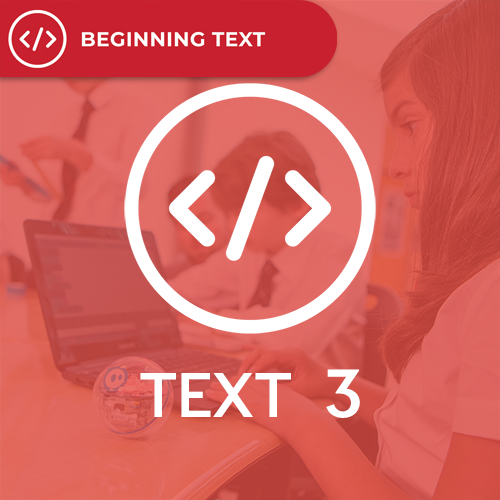 </> BEGINNING TEXT
</>
TEXT 3